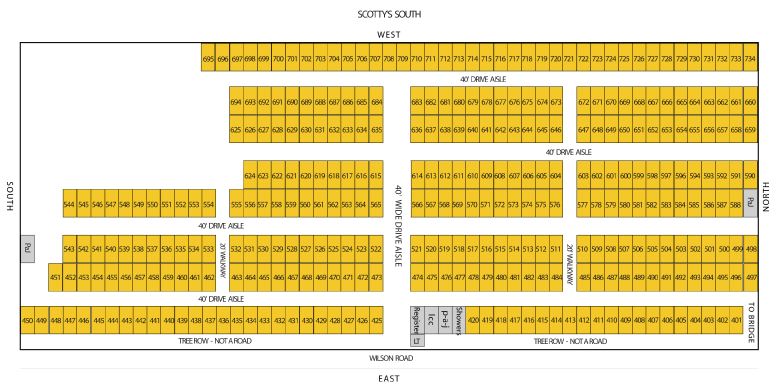 SCOTTY'S SOUTH
WEST
695 696 697 698 699 700 701 702 703 704 705 706 707 708 709 710 711 712 713 714 715 716 717 718 719 720 721 722 723 724 725 726 727 728 729 730 731 732 733 734
40' DRIVE AISLE
694 693 692 691 690 689 688 687 686 685 684 683 682 681 680 679 678 677 676 675 674 673 672 671 670 669 668 667 666 665 664 663 662 661 660
625 626 627 628 629 630 631 632 633 634 635 636 637 638 639 640 641 642 643 644 645 646 647 648 649 650 651 652 653 654 655 656 657 658 659
40' DRIVE AISLE
624 623 622 621 620 619 618 617 616 615 614 613 612 611 610 609 608 607 606 605 604 603 602 601 600 599 598 597 596 594 593 592 591 590
544 545 546 547 548 549 550 551 552 553 554 555 556 557 558 559 560 561 562 563 564 565 566 567 568 569 570 571 572 573 574 575 576 577 578 579 580 581 582 583 584 585 586 587 588 PaJ
SOUTH
40' WIDE DRIVE AISLE
NORTH
40' DRIVE AISLE
PaJ
543 542 541 540 539 538 537 536 535 534 533 20' WALKWAY 532 531 530 529 528 527 526 525 524 523 522 521 520 519 518 517 516 515 514 513 512 511 20' WALKWAY 510 509 508 507 506 505 504 503 502 501 500 499 498
451 452 453 454 455 456 457 458 459 460 461 462 463 464 465 466 467 468 469 470 471 472 473 474 475 476 477 478 479 480 481 482 483 484 485 486 487 488 489 490 491 492 493 494 495 496 497
40' DRIVE AISLE
450 449 448 447 446 445 444 443 442 441 440 439 438 437 436 435 434 433 432 431 430 429 428 427 426 425 Register Icc p-a-j Showers 420 419 418 417 416 415 414 413 412 411 410 409 408 407 406 405 404 403 402 401
TO BRIDGE
TREE ROW - NOT A ROAD
TREE ROW - NOT A ROAD
WILSON ROAD
EAST